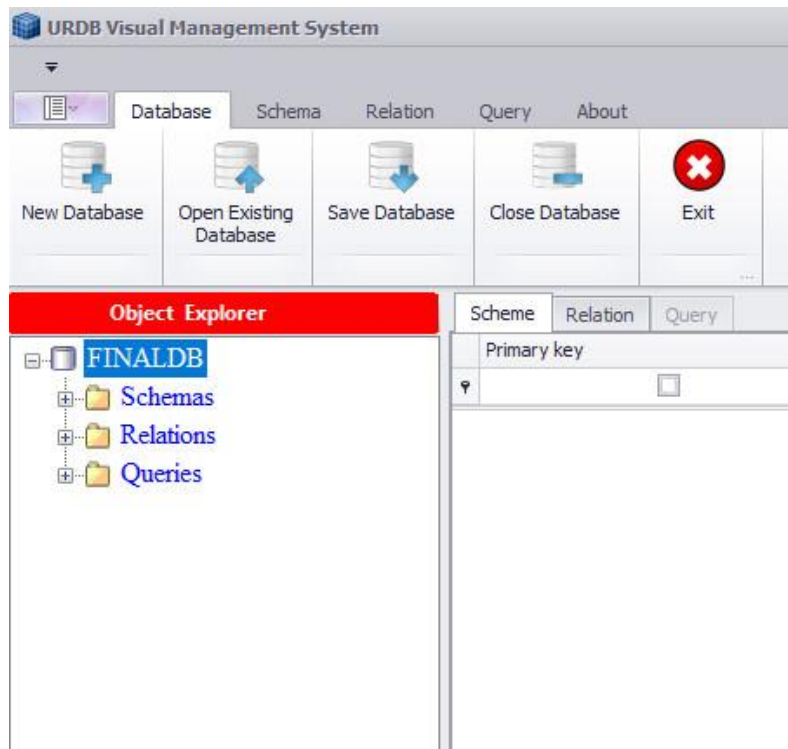 URDB Visual Management System
Database Schema Relation Query About
New Database Open Existing Database Save Database Close Database Exit
Object Explorer
Scheme Relation Query
Primary key
FINALDB
Schemas
Relations
Queries